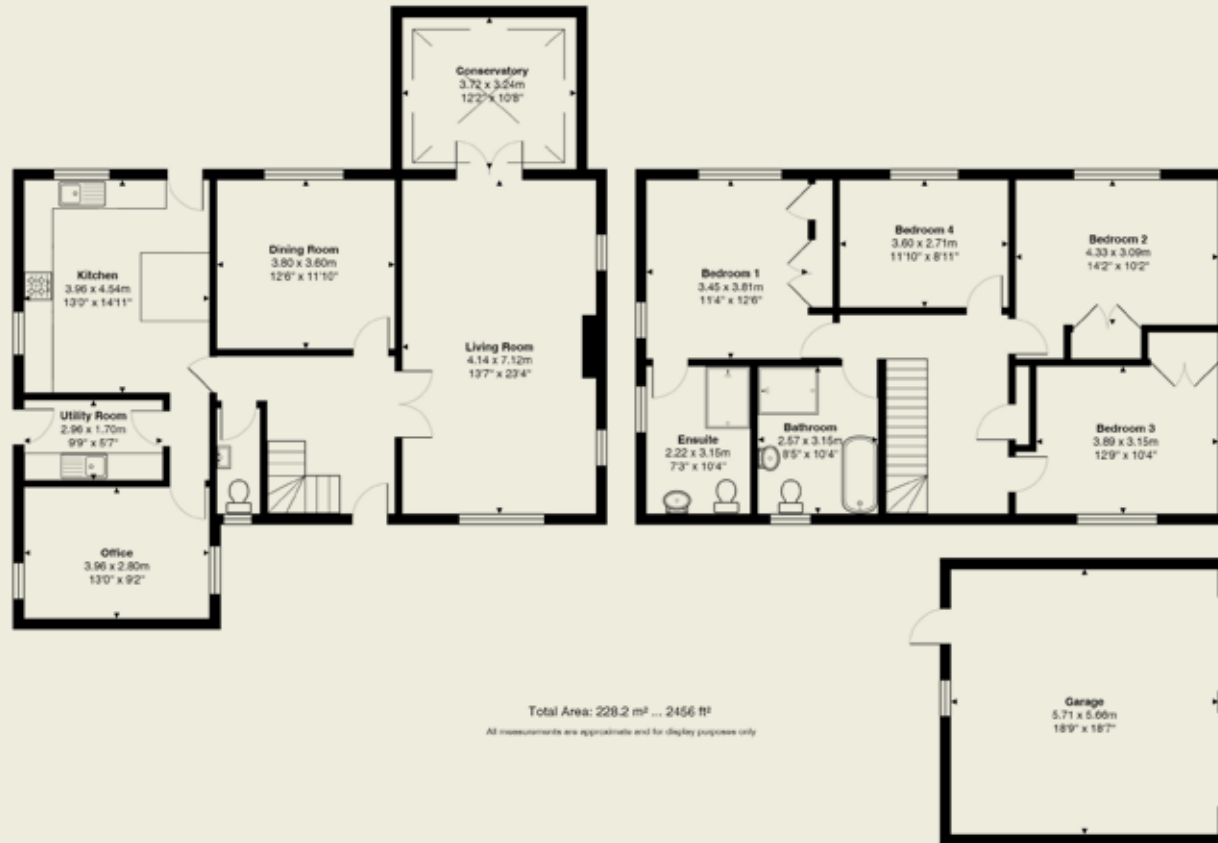 Conservatory
3.72 x 3.24m
12'2" x 10'8"
Kitchen
3.96 x 4.54m
13'0" x 14'11"
Dining Room
3.80 x 3.60m
12'6" x 11'10"
Living Room
4.14 x 7.12m
13'7" x 23'4"
Utility Room
2.96 x 1.70m
9'9" x 5'7"
Office
3.96 x 2.80m
13'0" x 9'2"
Bedroom 1
3.45 x 3.81m
11'4" x 12'6"
Bedroom 4
3.60 x 2.71m
11'10" x 8'11"
Bedroom 2
4.33 x 3.09m
14'2" x 10'2"
Ensuite
2.22 x 3.15m
7'3" x 10'4"
Bathroom
2.57 x 3.15m
8'5" x 10'4"
Bedroom 3
3.89 x 3.15m
12'9" x 10'4"
Garage
5.71 x 5.66m
18'9" x 18'7"
Total Area: 228.2 m² ... 2456 ft²
All measurements are approximate and for display purposes only